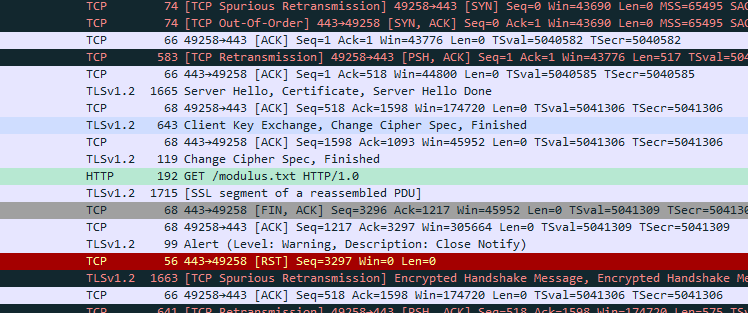 TCP 74 [TCP Spurious Retransmission] 49258→443 [SYN] Seq=0 Win=43690 Len=0 MSS=65495 SAC
TCP 74 [TCP Out-Of-Order] 443→49258 [SYN, ACK] Seq=0 Ack=1 Win=43690 Len=0 MSS=65495
TCP 66 49258→443 [ACK] Seq=1 Ack=1 Win=43776 Len=0 TSval=5040582 TSecr=5040582
TCP 583 [TCP Retransmission] 49258→443 [PSH, ACK] Seq=1 Ack=1 Win=43776 Len=517 TSval=5
TCP 66 443→49258 [ACK] Seq=1 Ack=518 Win=44800 Len=0 TSval=5040585 TSecr=5040585
TLSv1.2 1665 Server Hello, Certificate, Server Hello Done
TCP 68 49258→443 [ACK] Seq=518 Ack=1598 Win=174720 Len=0 TSval=5041306 TSecr=5041306
TLSv1.2 643 Client Key Exchange, Change Cipher Spec, Finished
TCP 68 443→49258 [ACK] Seq=1598 Ack=1093 Win=45952 Len=0 TSval=5041306 TSecr=5041306
TLSv1.2 119 Change Cipher Spec, Finished
HTTP 192 GET /modulus.txt HTTP/1.0
TLSv1.2 1715 [SSL segment of a reassembled PDU]
TCP 68 443→49258 [FIN, ACK] Seq=3296 Ack=1217 Win=45952 Len=0 TSval=5041309 TSecr=50413
TCP 68 49258→443 [ACK] Seq=1217 Ack=3297 Win=305664 Len=0 TSval=5041309 TSecr=5041309
TLSv1.2 99 Alert (Level: Warning, Description: Close Notify)
TCP 56 443→49258 [RST] Seq=3297 Win=0 Len=0
TLSv1.2 1663 [TCP Spurious Retransmission] Encrypted Handshake Message, Encrypted Handshake Me
TCP 66 49258→443 [ACK] Seq=518 Ack=1598 Win=174720 Len=0 TSval=5041306 TSecr=5041306
TCP 641 [TCP Retransmission] 49258→443 [PSH, ACK] Seq=518 Ack=1598 Win=174720 Len=575 TSv